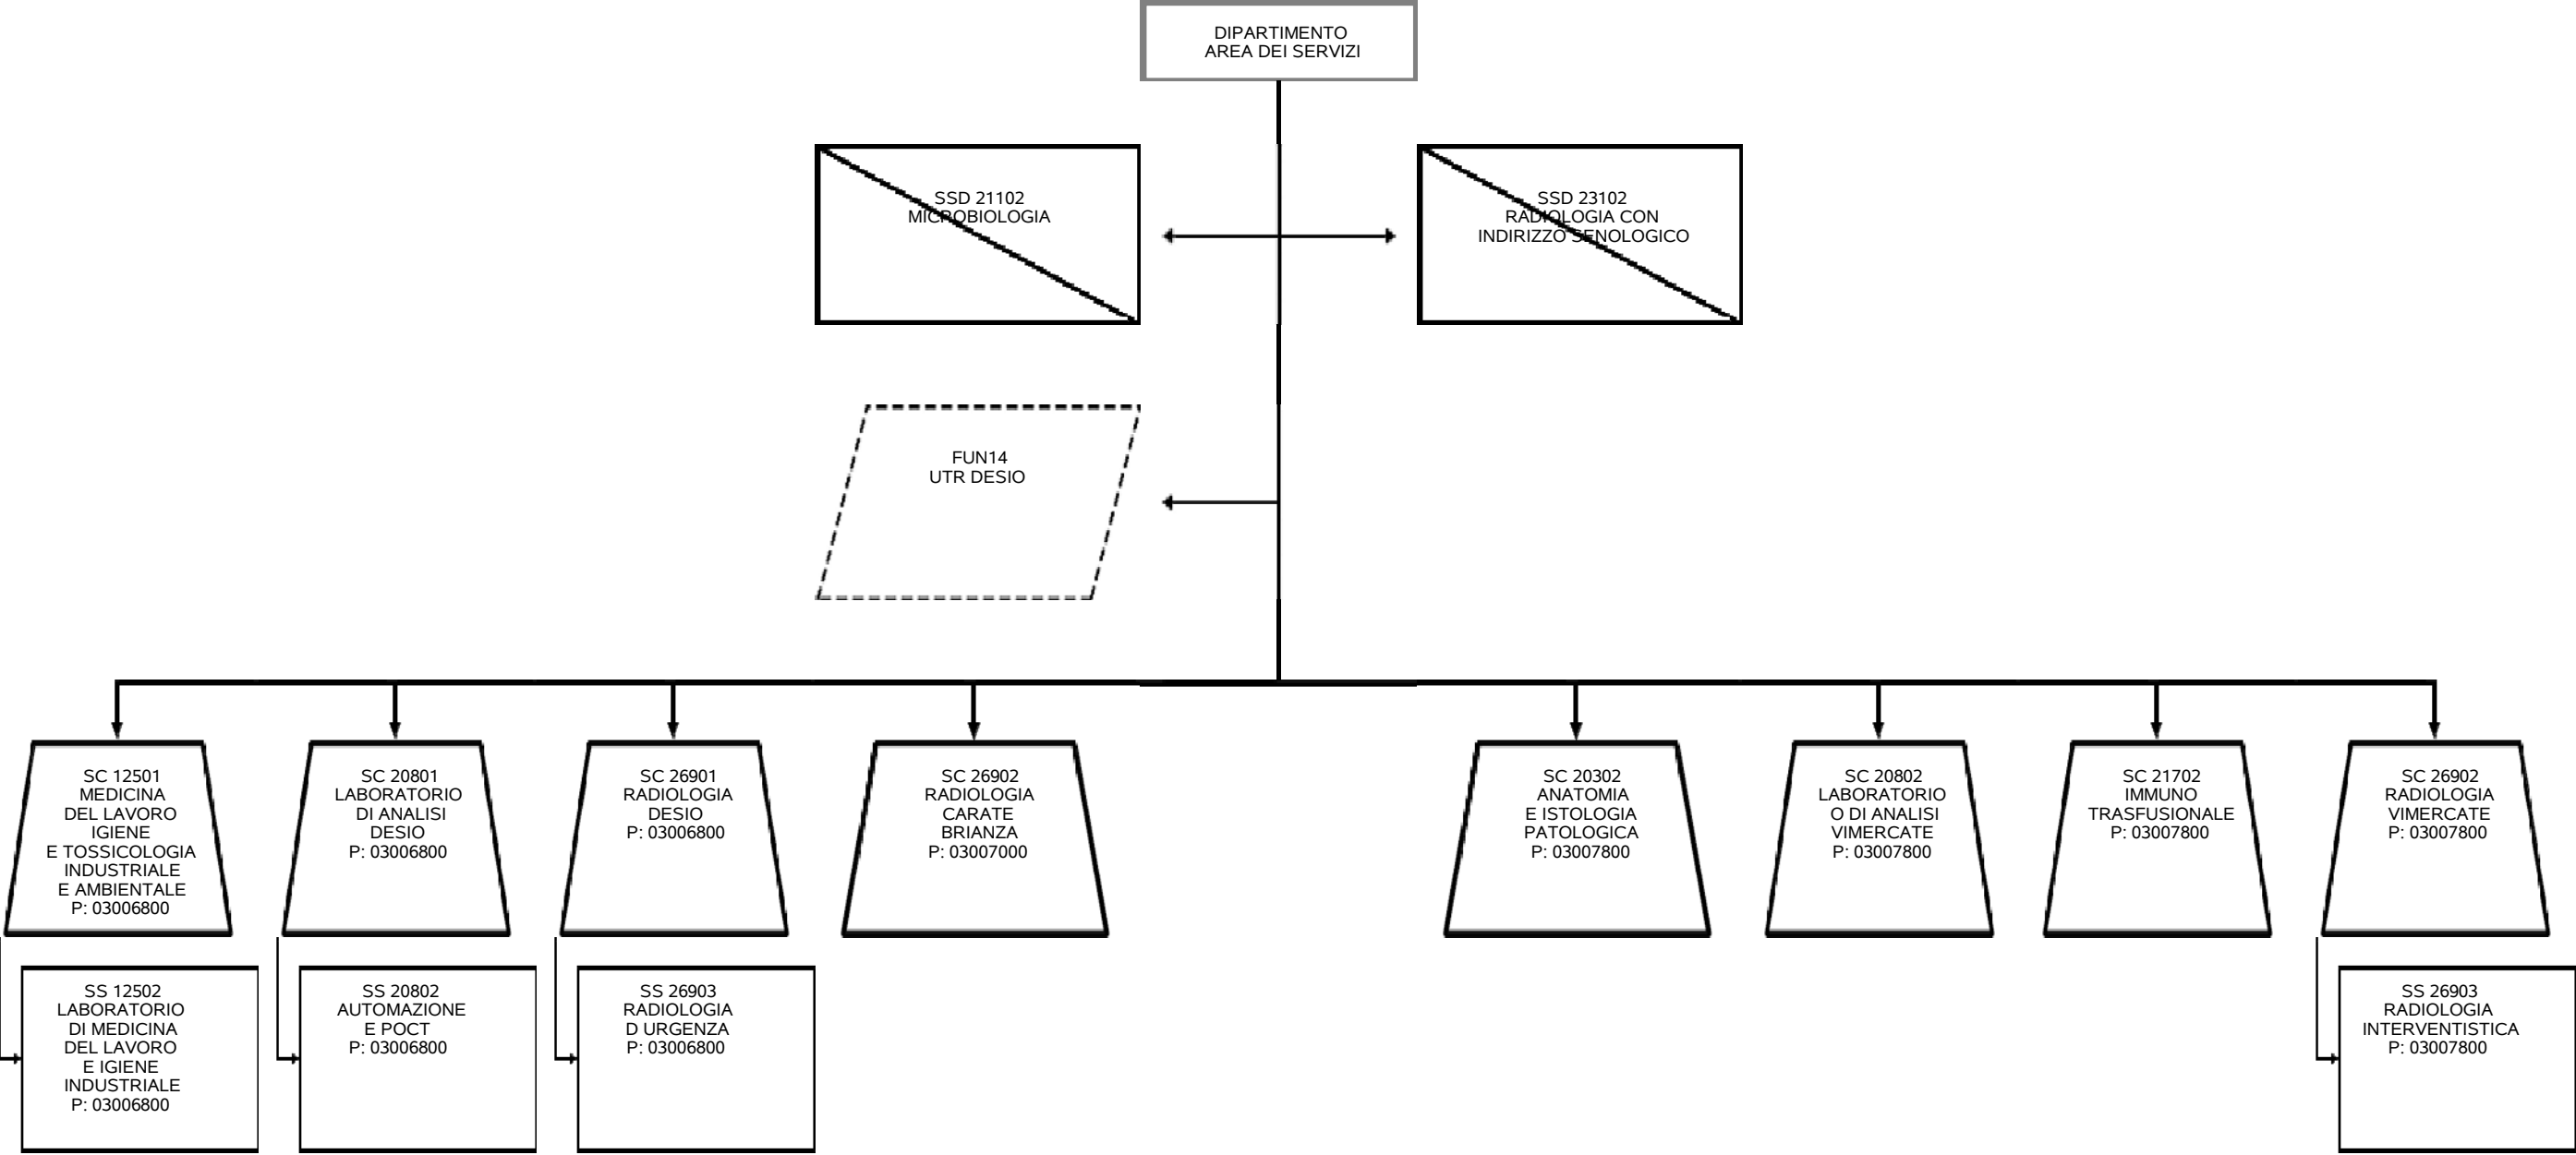 DIPARTIMENTO
AREA DEI SERVIZI
SSD 21102
MICROBIOLOGIA
SSD 23102
RADIOLOGIA CON
INDIRIZZO SENOLOGICO
FUN14
UTR DESIO
SC 12501
MEDICINA
DEL LAVORO
IGIENE
E TOSSICOLOGIA
INDUSTRIALE
E AMBIENTALE
P: 03006800
SC 20801
LABORATORIO
DI ANALISI
DESIO
P: 03006800
SC 26901
RADIOLOGIA
DESIO
P: 03006800
SC 26902
RADIOLOGIA
CARATE
BRIANZA
P: 03007000
SC 20302
ANATOMIA
E ISTOLOGIA
PATOLOGICA
P: 03007800
SC 20802
LABORATORIO
O DI ANALISI
VIMERCATE
P: 03007800
SC 21702
IMMUNO
TRASFUSIONALE
P: 03007800
SC 26902
RADIOLOGIA
VIMERCATE
P: 03007800
SS 12502
LABORATORIO
DI MEDICINA
DEL LAVORO
E IGIENE
INDUSTRIALE
P: 03006800
SS 20802
AUTOMAZIONE
E POCT
P: 03006800
SS 26903
RADIOLOGIA
D URGENZA
P: 03006800
SS 26903
RADIOLOGIA
INTERVENTISTICA
P: 03007800